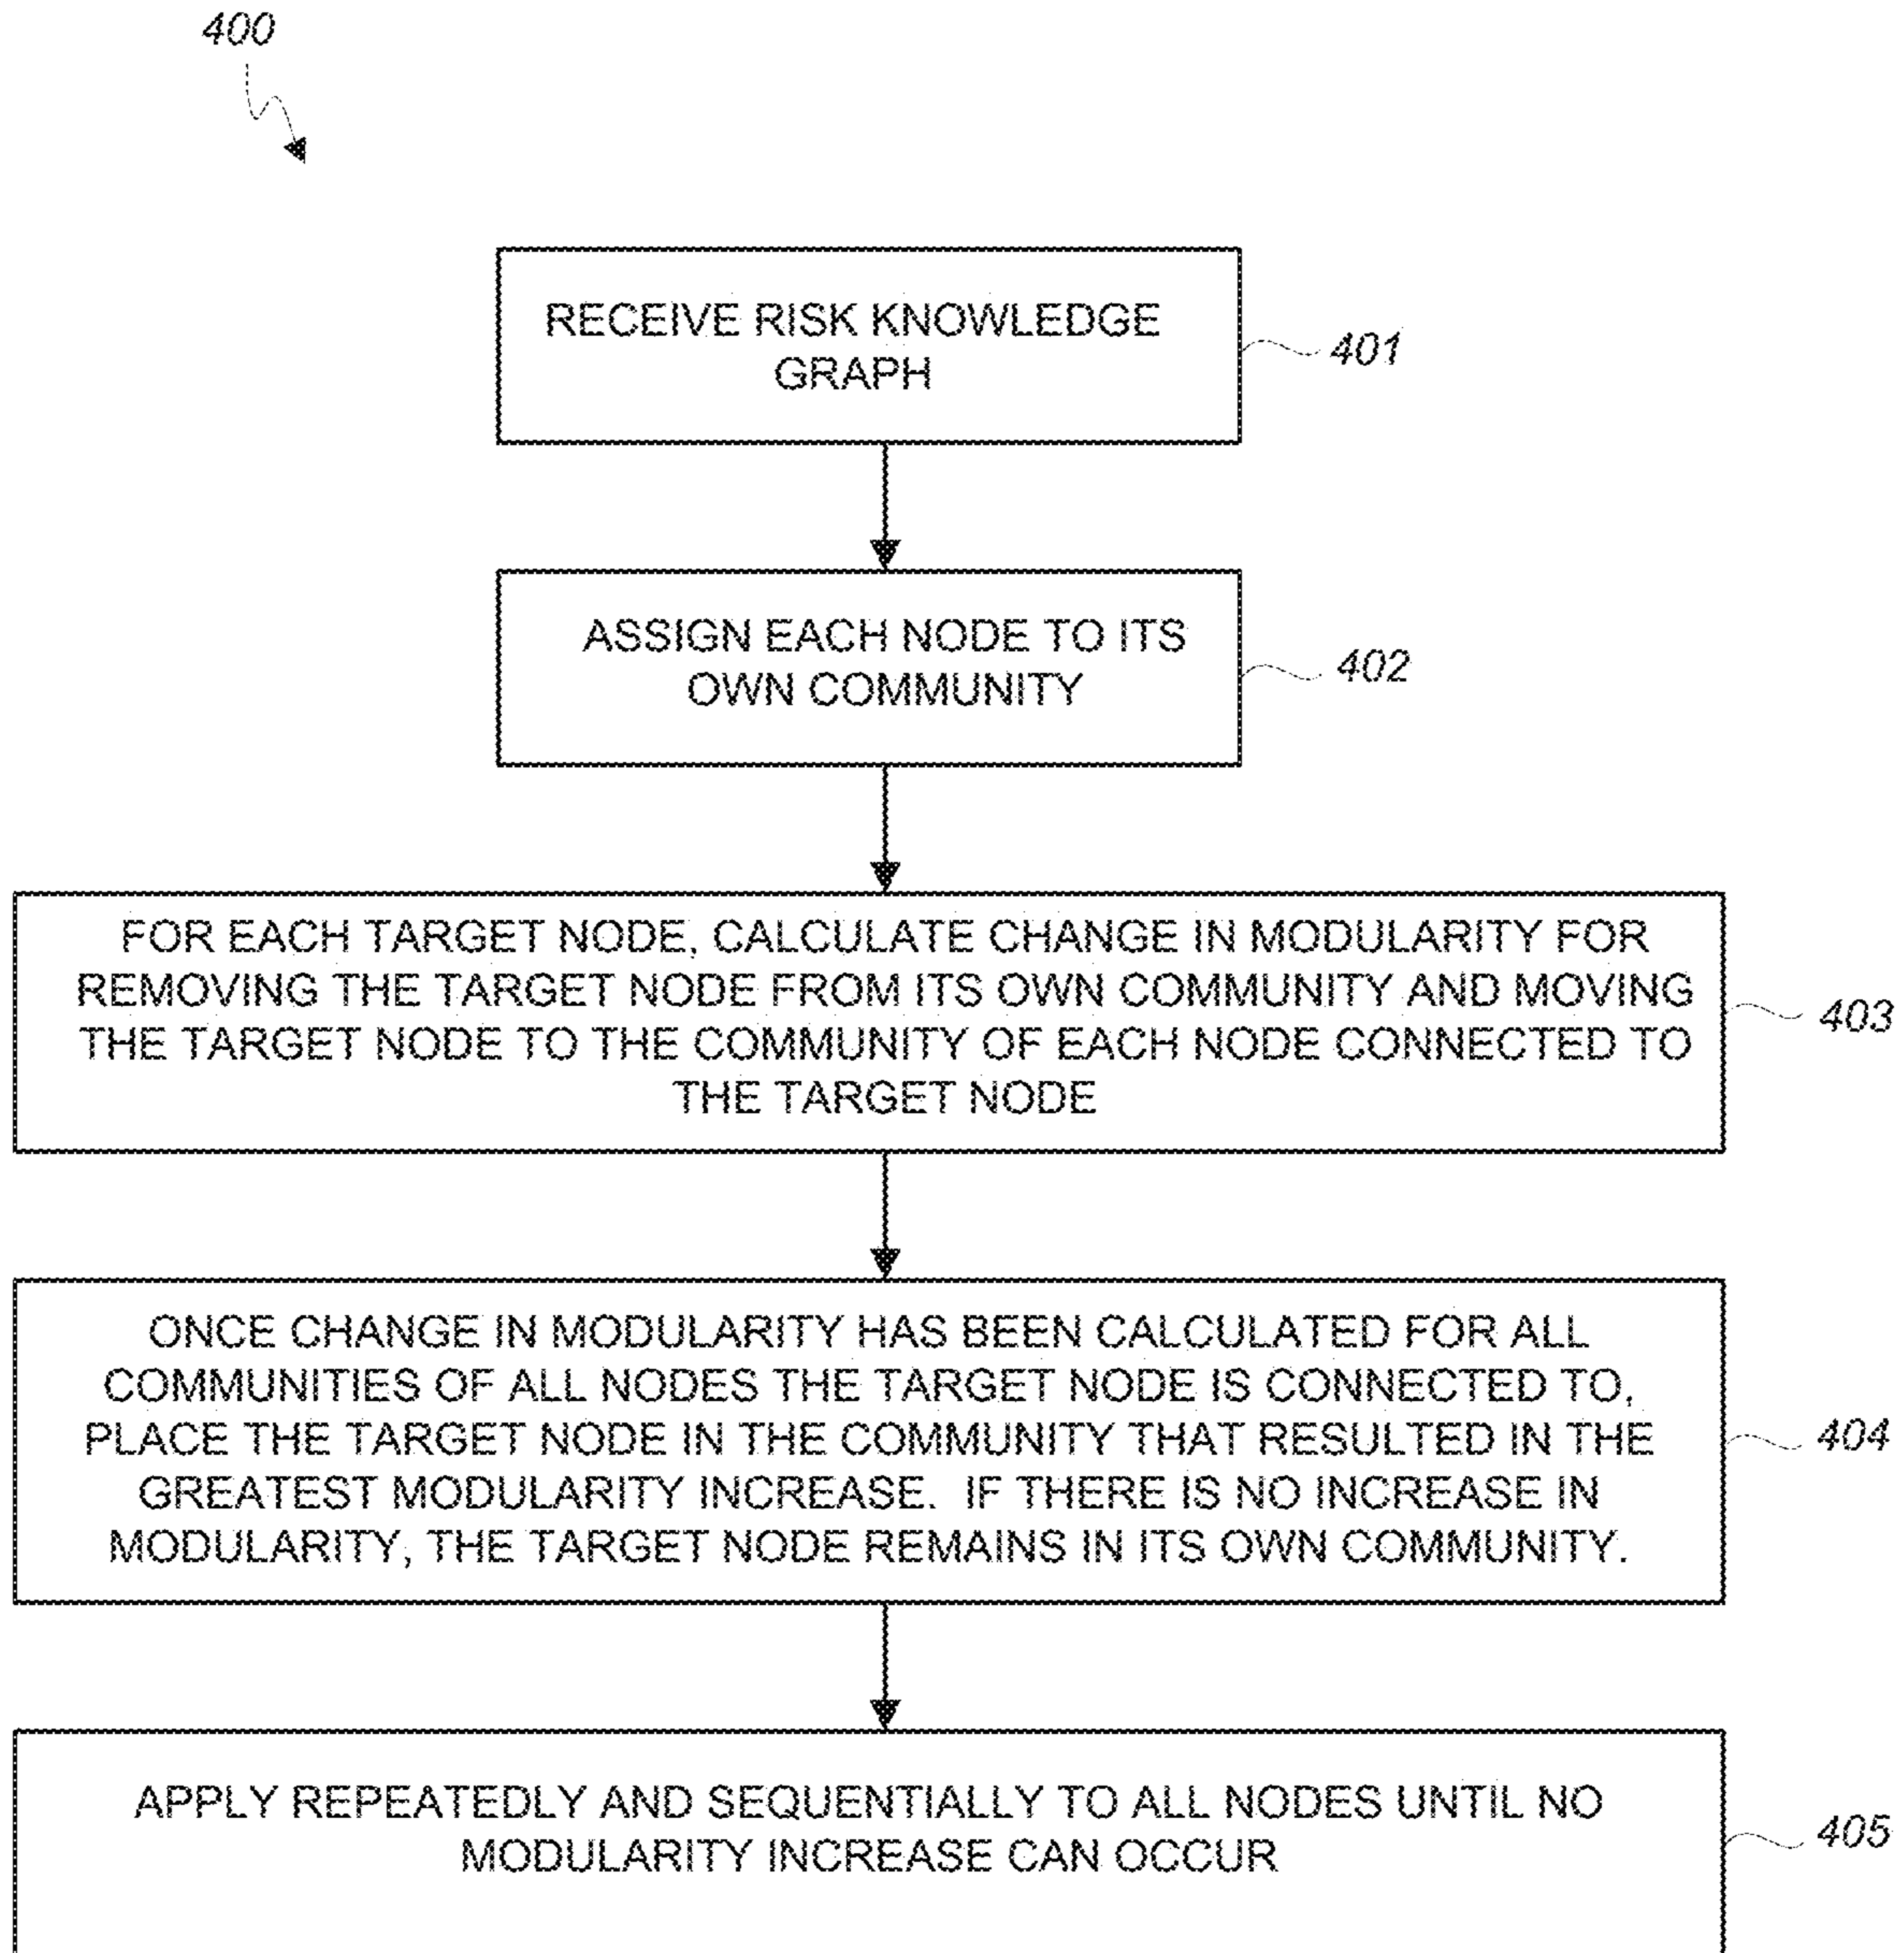 400
RECEIVE RISK KNOWLEDGE
GRAPH
401
ASSIGN EACH NODE TO ITS
OWN COMMUNITY
402
FOR EACH TARGET NODE, CALCULATE CHANGE IN MODULARITY FOR
REMOVING THE TARGET NODE FROM ITS OWN COMMUNITY AND MOVING
THE TARGET NODE TO THE COMMUNITY OF EACH NODE CONNECTED TO
THE TARGET NODE
403
ONCE CHANGE IN MODULARITY HAS BEEN CALCULATED FOR ALL
COMMUNITIES OF ALL NODES THE TARGET NODE IS CONNECTED TO,
PLACE THE TARGET NODE IN THE COMMUNITY THAT RESULTED IN THE
GREATEST MODULARITY INCREASE. IF THERE IS NO INCREASE IN
MODULARITY, THE TARGET NODE REMAINS IN ITS OWN COMMUNITY.
404
APPLY REPEATEDLY AND SEQUENTIALLY TO ALL NODES UNTIL NO
MODULARITY INCREASE CAN OCCUR
405